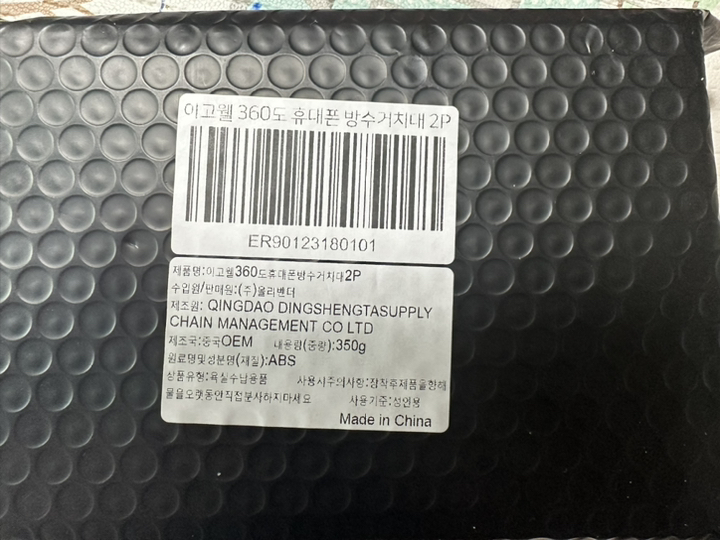 이고웰 360도 휴대폰 방수거치대 2P
ER90123180101
제품명:이고웰360도휴대폰방수거치대2P
수입원/판매원:(주)올리벤더
제조원: QINGDAO DINGSHENGTASUPPLY
CHAIN MANAGEMENT CO LTD
제조국:중국OEM 내용량(중량):350g
원료명및성분명(재질):ABS
상품유형:욕실수납용품 사용시주의사항:장착후제품을향해
물을오랫동안직접분사하지마세요 사용기준:성인용
Made in China